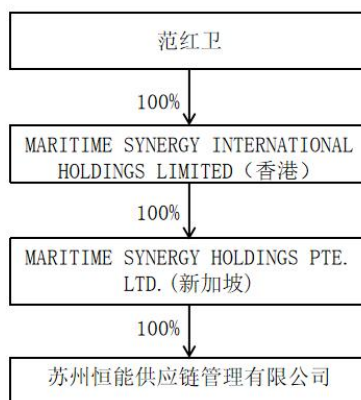 范红卫
100%
MARITIME SYNERGY INTERNATIONAL
HOLDINGS LIMITED（香港）
100%
MARITIME SYNERGY HOLDINGS PTE.
LTD.(新加坡)
100%
苏州恒能供应链管理有限公司